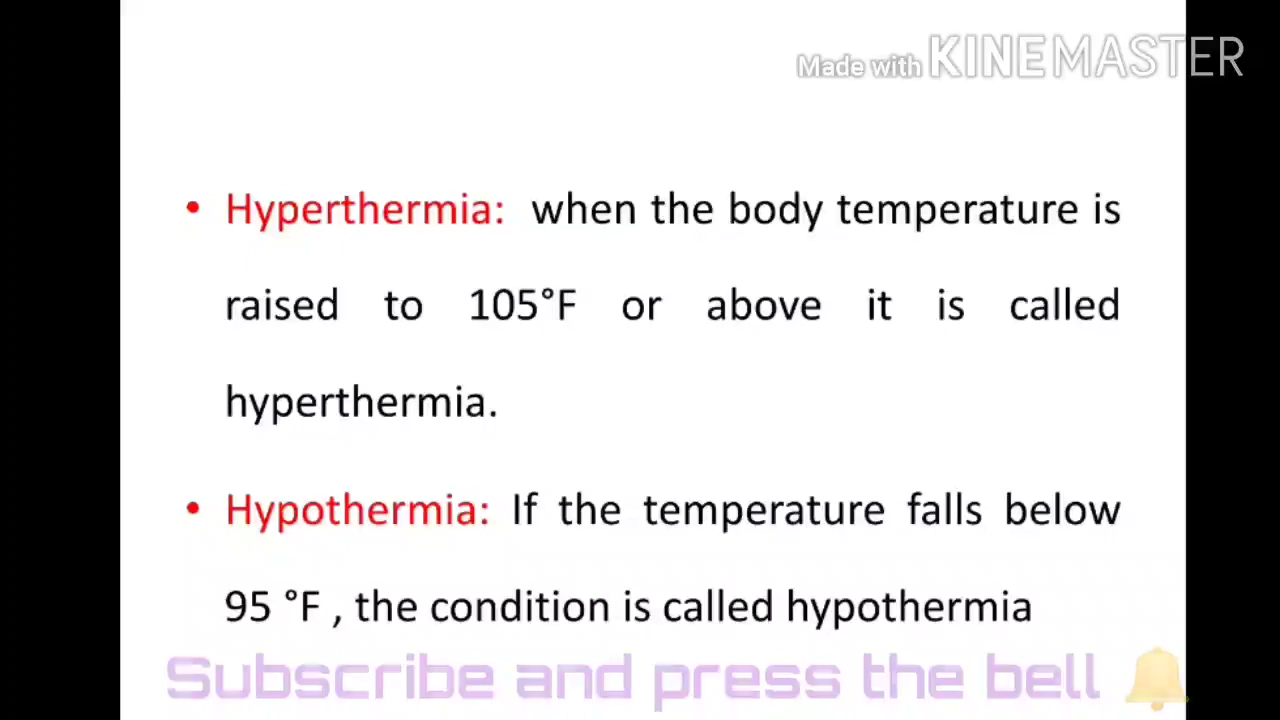 Made with KINEMASTER
• Hyperthermia: when the body temperature is
raised to 105°F or above it is called
hyperthermia.
• Hypothermia: If the temperature falls below
95 °F , the condition is called hypothermia
Subscribe and press the bell